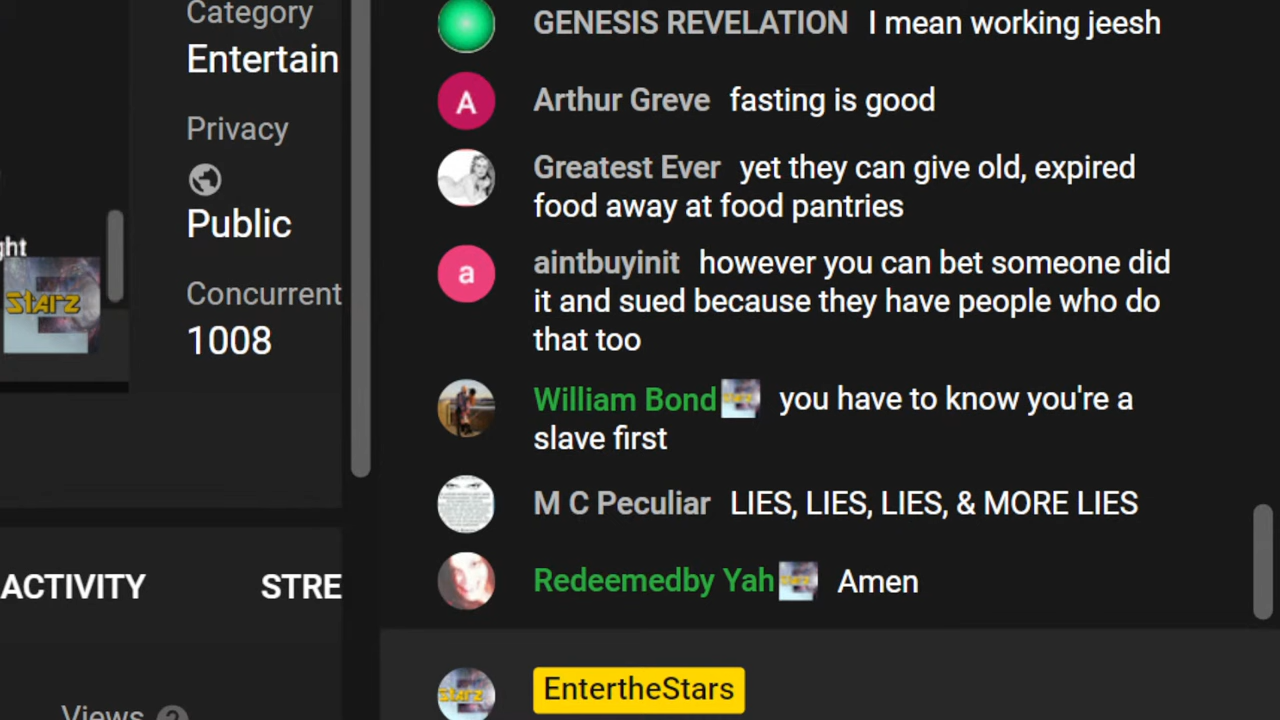 Category
Entertain
Privacy
Public
ght
Starz
Concurrent
1008
ACTIVITY
STRE
Views
GENESIS REVELATION I mean working jeesh
A
Arthur Greve fasting is good
Greatest Ever yet they can give old, expired
food away at food pantries
a
aintbuyinit however you can bet someone did
it and sued because they have people who do
that too
William Bond you have to know you're a
slave first
M C Peculiar LIES, LIES, LIES, & MORE LIES
Redeemedby Yah Amen
Starz
EntertheStars